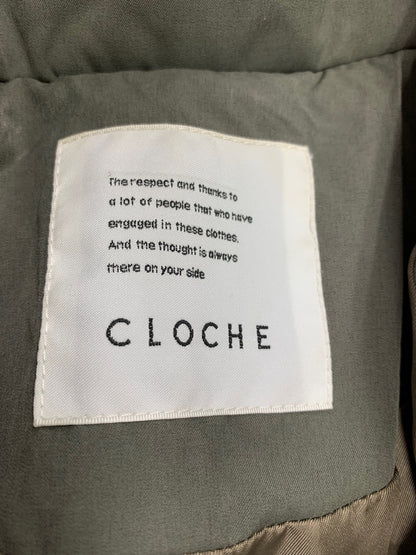 The respect and thanks to
a lot of people that who have
engaged in these clothes.
And the thought is always
there on your side
CLOCHE